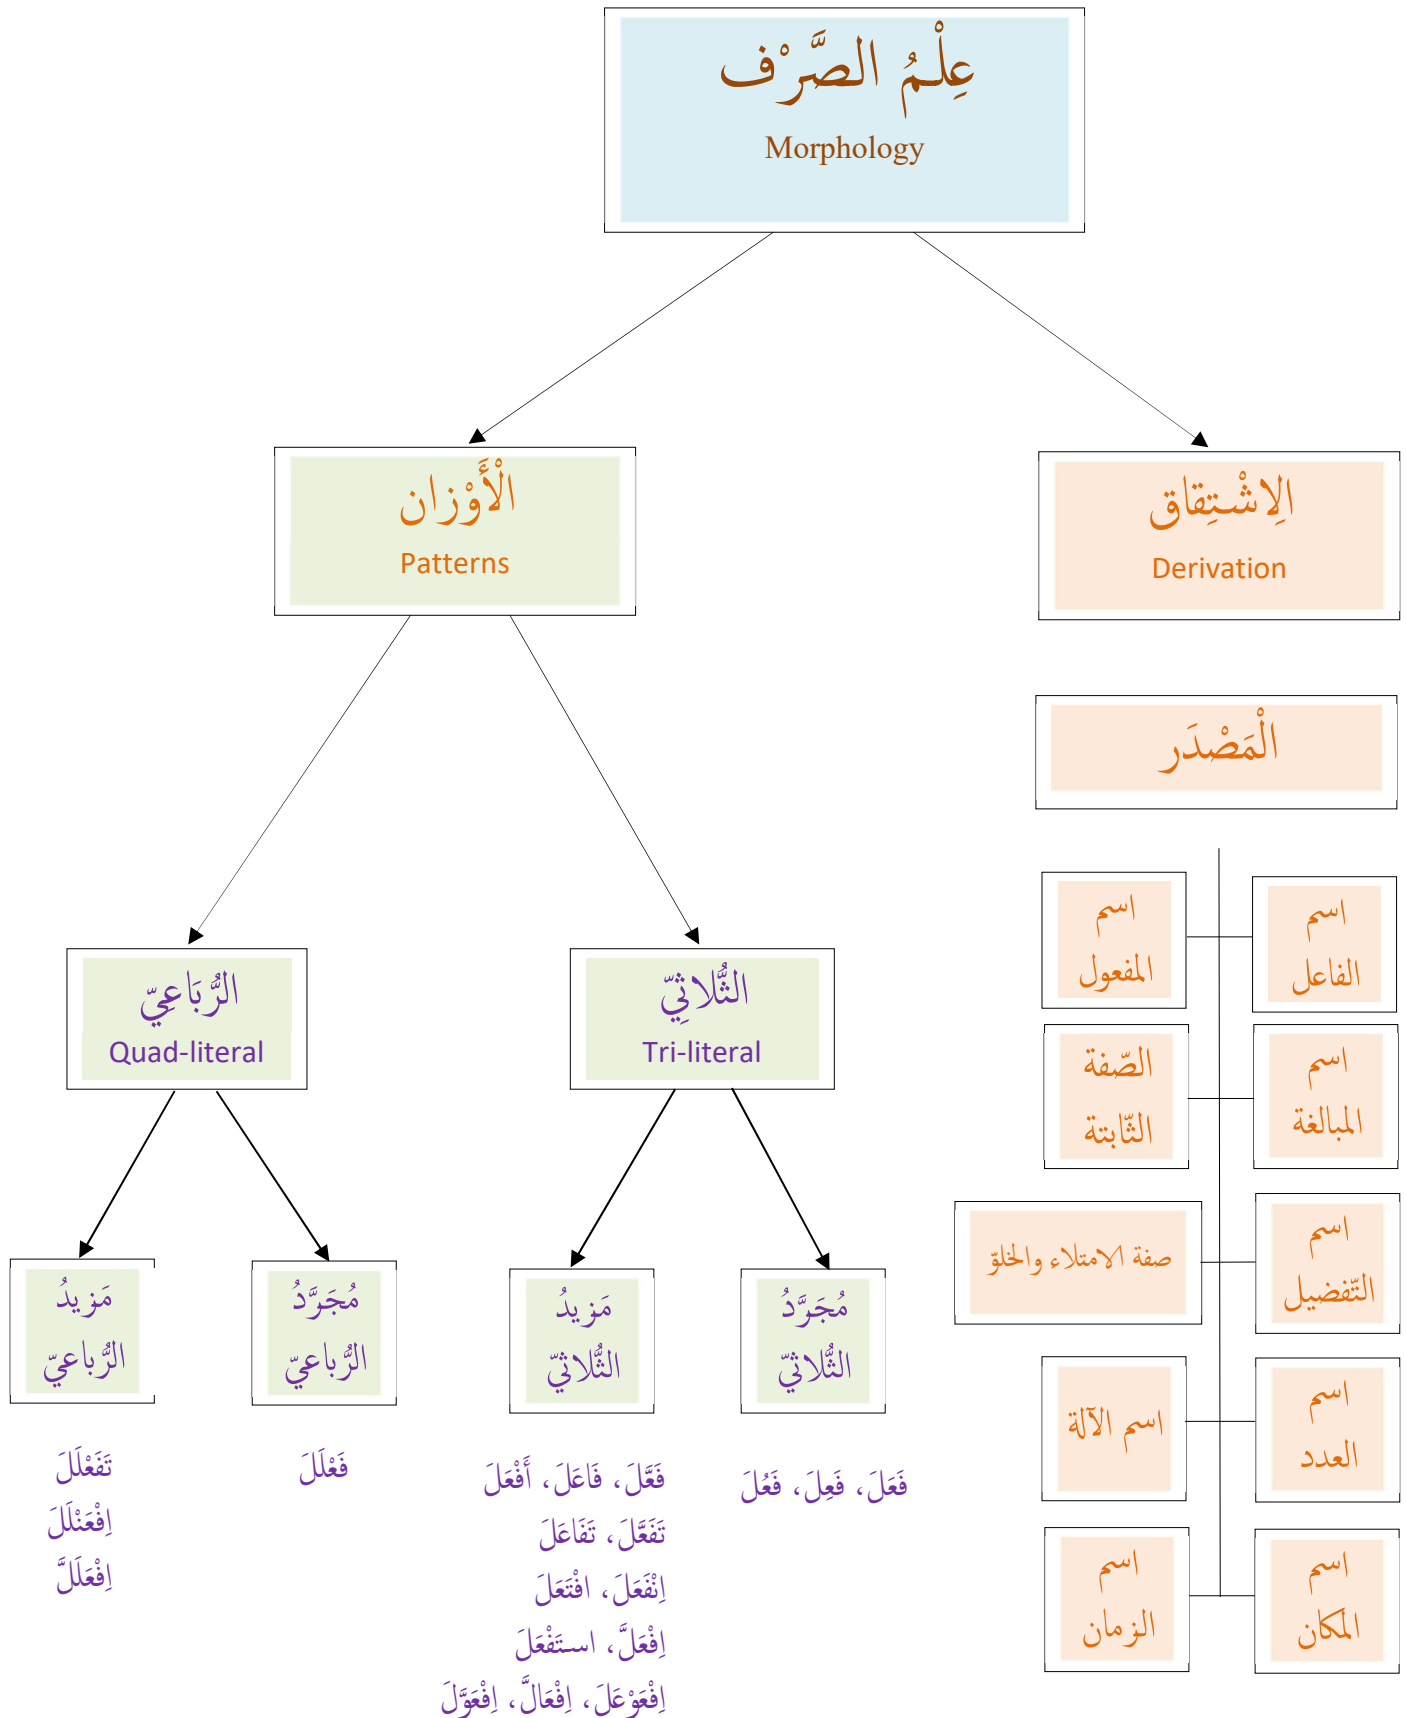 عِلْمُ الصَّرْف
Morphology
الْأَوْزان
Patterns
الِاشْتِقاق
Derivation
الْمَصْدَر
اسم
الفاعل
اسم
المفعول
اسم
المبالغة
الصّفة
الثّابتة
اسم
التّفضيل
صفة الامتلاء والخلوّ
اسم
العدد
اسم الآلة
اسم
المكان
اسم
الزمان
الثُّلاثِيّ
Tri-literal
الرُّبَاعِيّ
Quad-literal
مُجَرَّدُ
الثُّلاثيّ
مَزيدُ
الثُّلاثيّ
مُجَرَّدُ
الرُّباعيّ
مَزيدُ
الرُّباعيّ
فَعَلَ، فَعِلَ، فَعُلَ
فَعَّلَ، فَاعَلَ، أَفْعَلَ
تَفَعَّلَ، تَفَاعَلَ
اِنْفَعَلَ، افْتَعَلَ
اِفْعَلَّ، استَفْعَلَ
اِفْعَوْعَلَ، اِفْعَالَّ، اِفْعَوَّلَ
فَعْلَلَ
تَفَعْلَلَ
اِفْعَنْلَلَ
اِفْعَلَلَّ